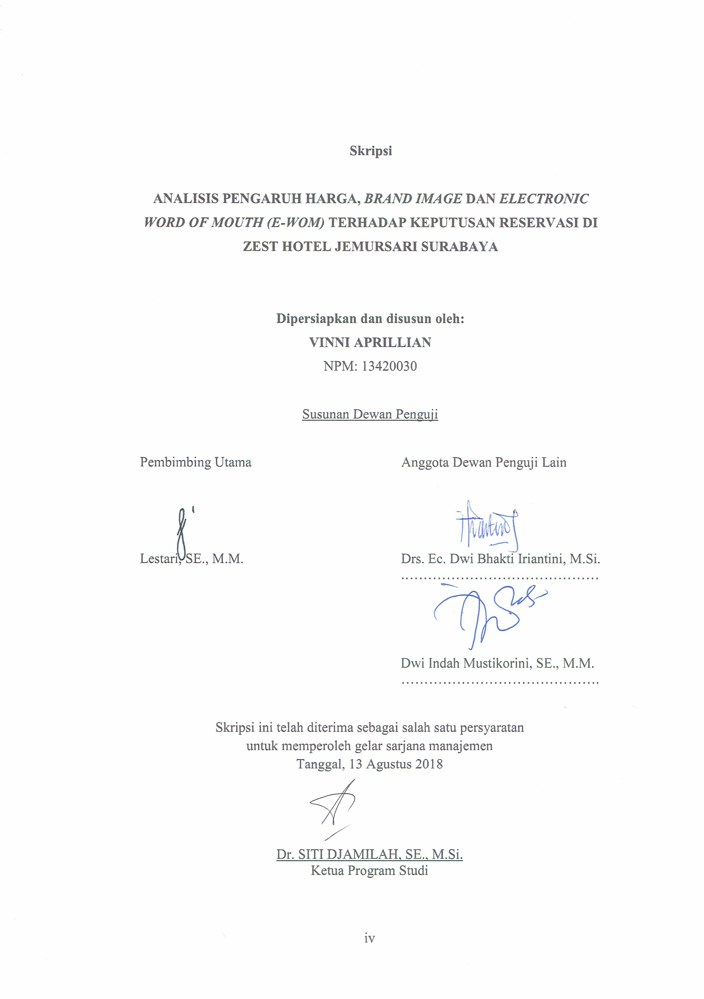 Skripsi
ANALISIS PENGARUH HARGA, BRAND IMAGE DAN ELECTRONIC
WORD OF MOUTH (E-WOM) TERHADAP KEPUTUSAN RESERVASI DI
ZEST HOTEL JEMURSARI SURABAYA
Dipersiapkan dan disusun oleh:
VINNI APRILLIAN
NPM: 13420030
Susunan Dewan Penguji
Pembimbing Utama
Lestari, SE., M.M.
Anggota Dewan Penguji Lain
Drs. Ec. Dwi Bhakti Iriantini, M.Si.
............................................
Dwi Indah Mustikorini, SE., M.M.
............................................
Skripsi ini telah diterima sebagai salah satu persyaratan
untuk memperoleh gelar sarjana manajemen
Tanggal, 13 Agustus 2018
Dr. SITI DJAMILAH, SE., M.Si.
Ketua Program Studi
iv